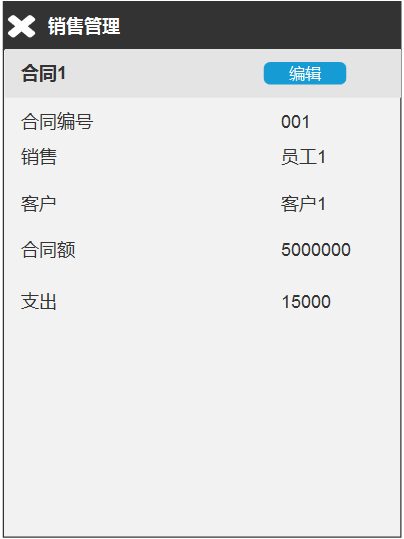 销售管理
合同1 编辑
合同编号 001
销售 员工1
客户 客户1
合同额 5000000
支出 15000